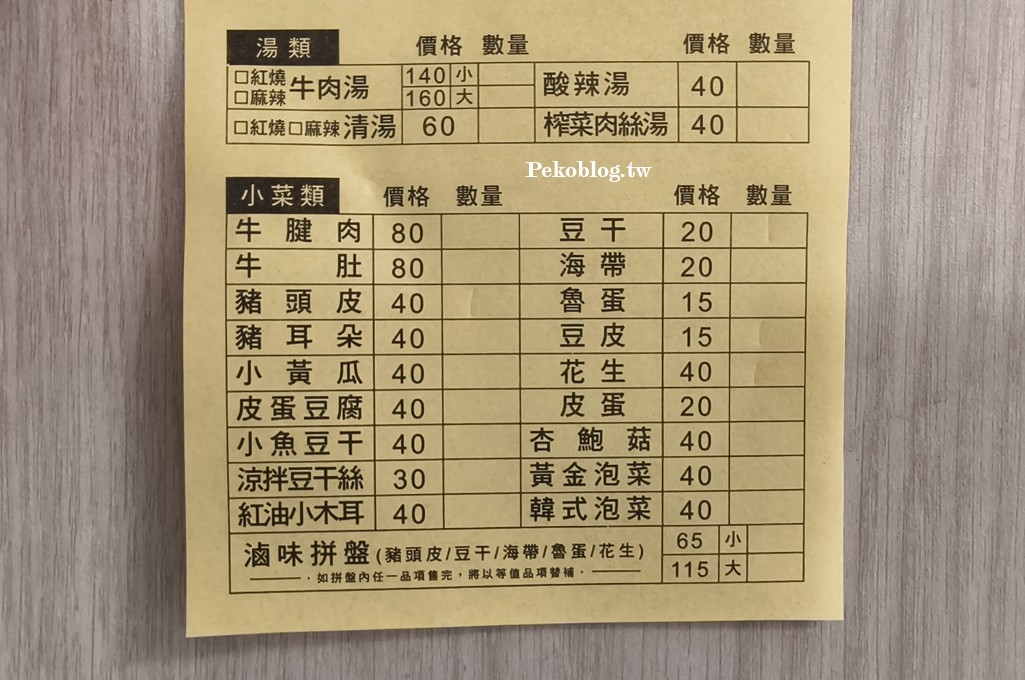 湯類 價格 數量 價格 數量
□紅燒 □麻辣 牛肉湯 140 小 160 大 酸辣湯 40
□紅燒□麻辣 清湯 60 榨菜肉絲湯 40
Pekoblog.tw
小菜類 價格 數量 價格 數量
牛腱肉 80 豆干 20
牛肚 80 海帶 20
豬頭皮 40 魯蛋 15
豬耳朵 40 豆皮 15
小黃瓜 40 花生 40
皮蛋豆腐 40 皮蛋 20
小魚豆干 40 杏鮑菇 40
涼拌豆干絲 30 黃金泡菜 40
紅油小木耳 40 韓式泡菜 40
滷味拼盤(豬頭皮/豆干/海帶/魯蛋/花生) 65 小
·如拼盤內任一品項售完，將以等值品項替補· 115 大